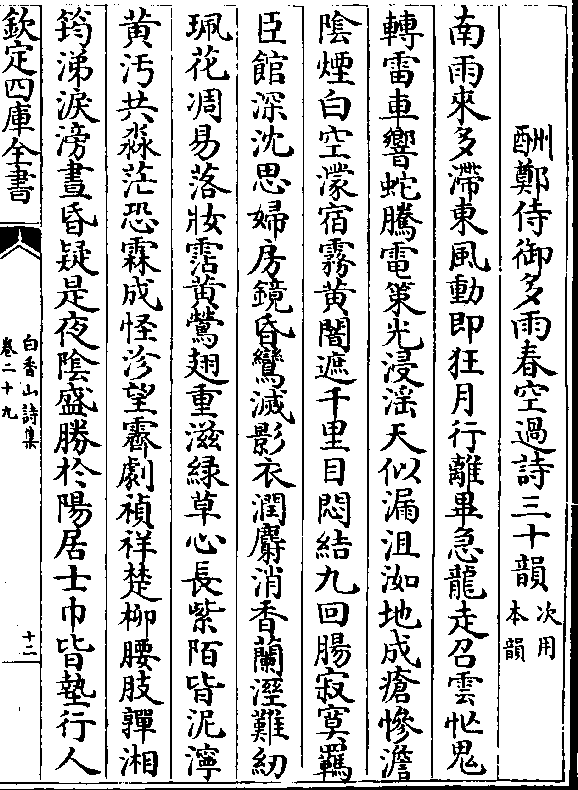 酬鄭侍御多雨春空過詩三十韻 次用本韻
南雨來多滯東風動即狂月行離畢急龍走召雲忙鬼
轉雷車響蛇騰電策光浸淫天似漏沮洳地成瘡慘澹
陰煙白空濛宿霧黃闇遮千里目悶結九回腸寂寞羈
臣館深沈思婦房鏡昏鸞滅影衣潤麝消香蘭溼難紉
珮花凋易落妝霑黃鶯翅重滋緑草心長紫陌皆泥濘
黃汚共淼茫恐霖成怪沴望霽劇禎祥楚柳腰肢嚲湘
筠涕淚滂晝昏疑是夜陰盛勝於陽居士巾皆墊行人
欽定四庫全書
白香山詩集
卷二十九
十二